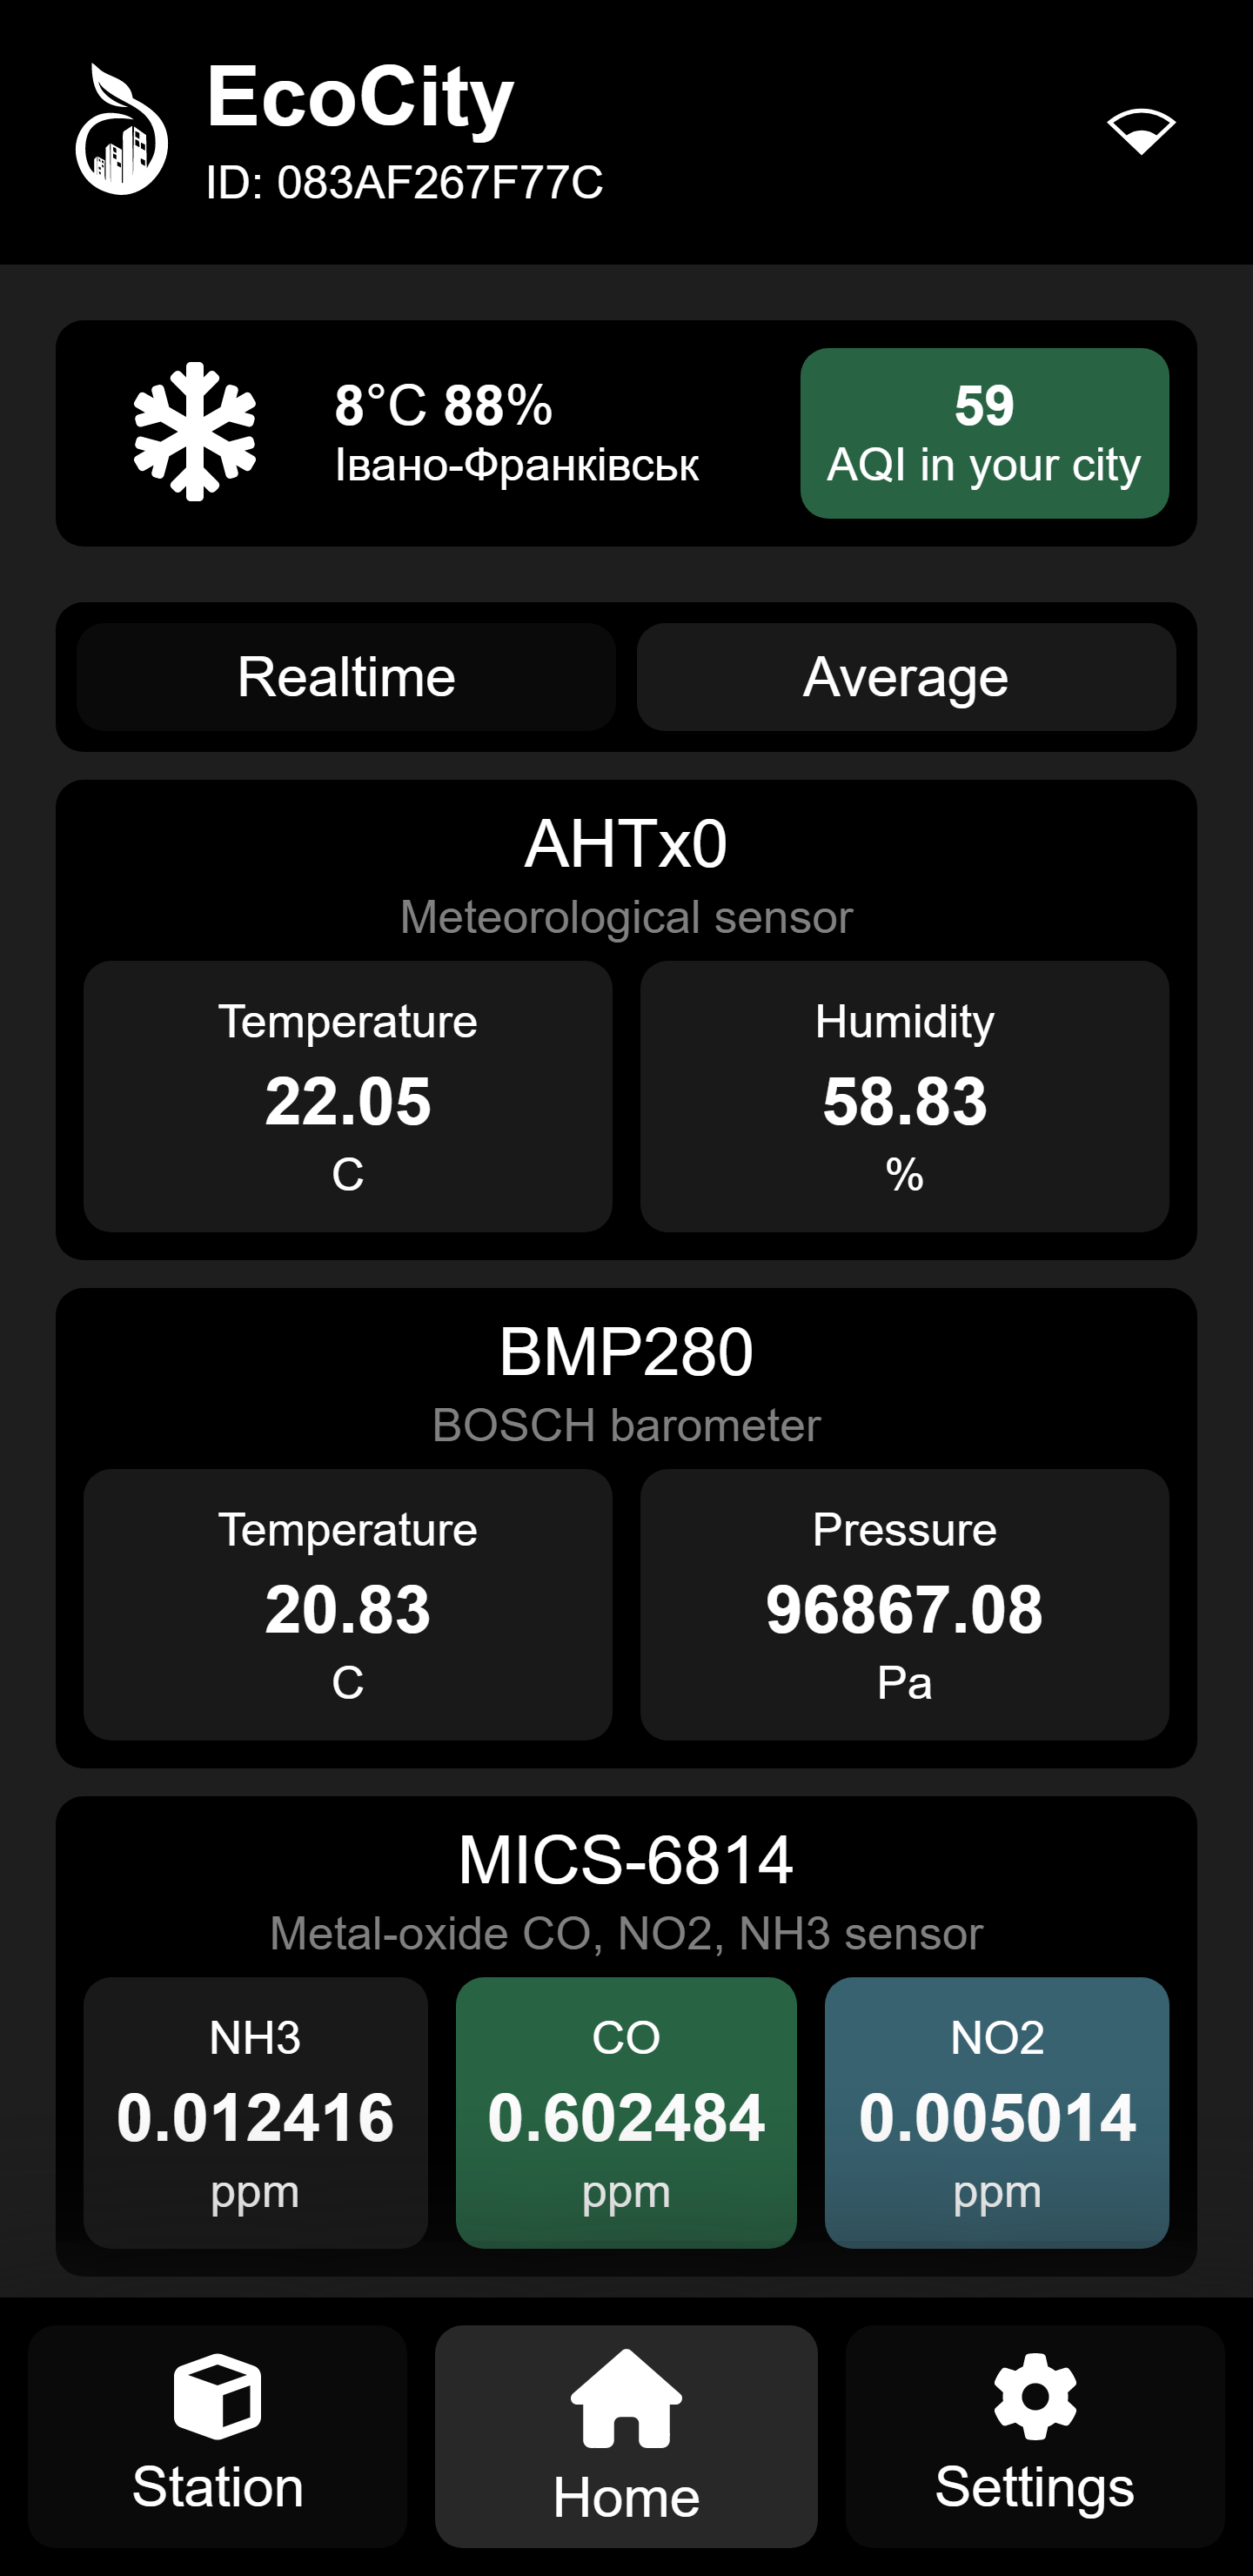 EcoCity
ID: 083AF267F77C
8°C 88%
Івано-Франківськ
59
AQI in your city
Realtime
Average
AHTx0
Meteorological sensor
Temperature
22.05
C
Humidity
58.83
%
BMP280
BOSCH barometer
Temperature
20.83
C
Pressure
96867.08
Pa
MICS-6814
Metal-oxide CO, NO2, NH3 sensor
NH3
0.012416
ppm
CO
0.602484
ppm
NO2
0.005014
ppm
Station
Home
Settings